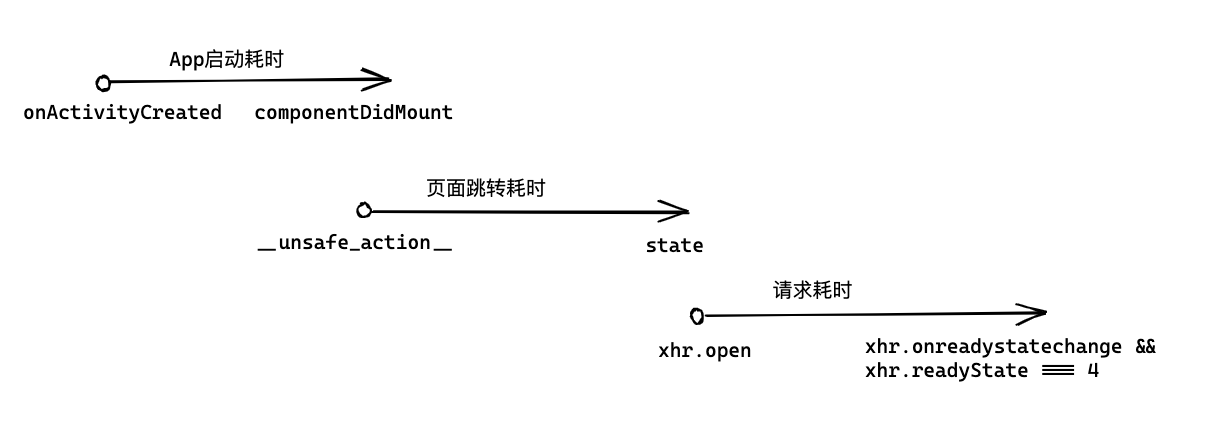 App启动耗时
onActivityCreated
componentDidMount
页面跳转耗时
__unsafe_action__
state
请求耗时
xhr.open
xhr.onreadystatechange &&
xhr.readyState === 4